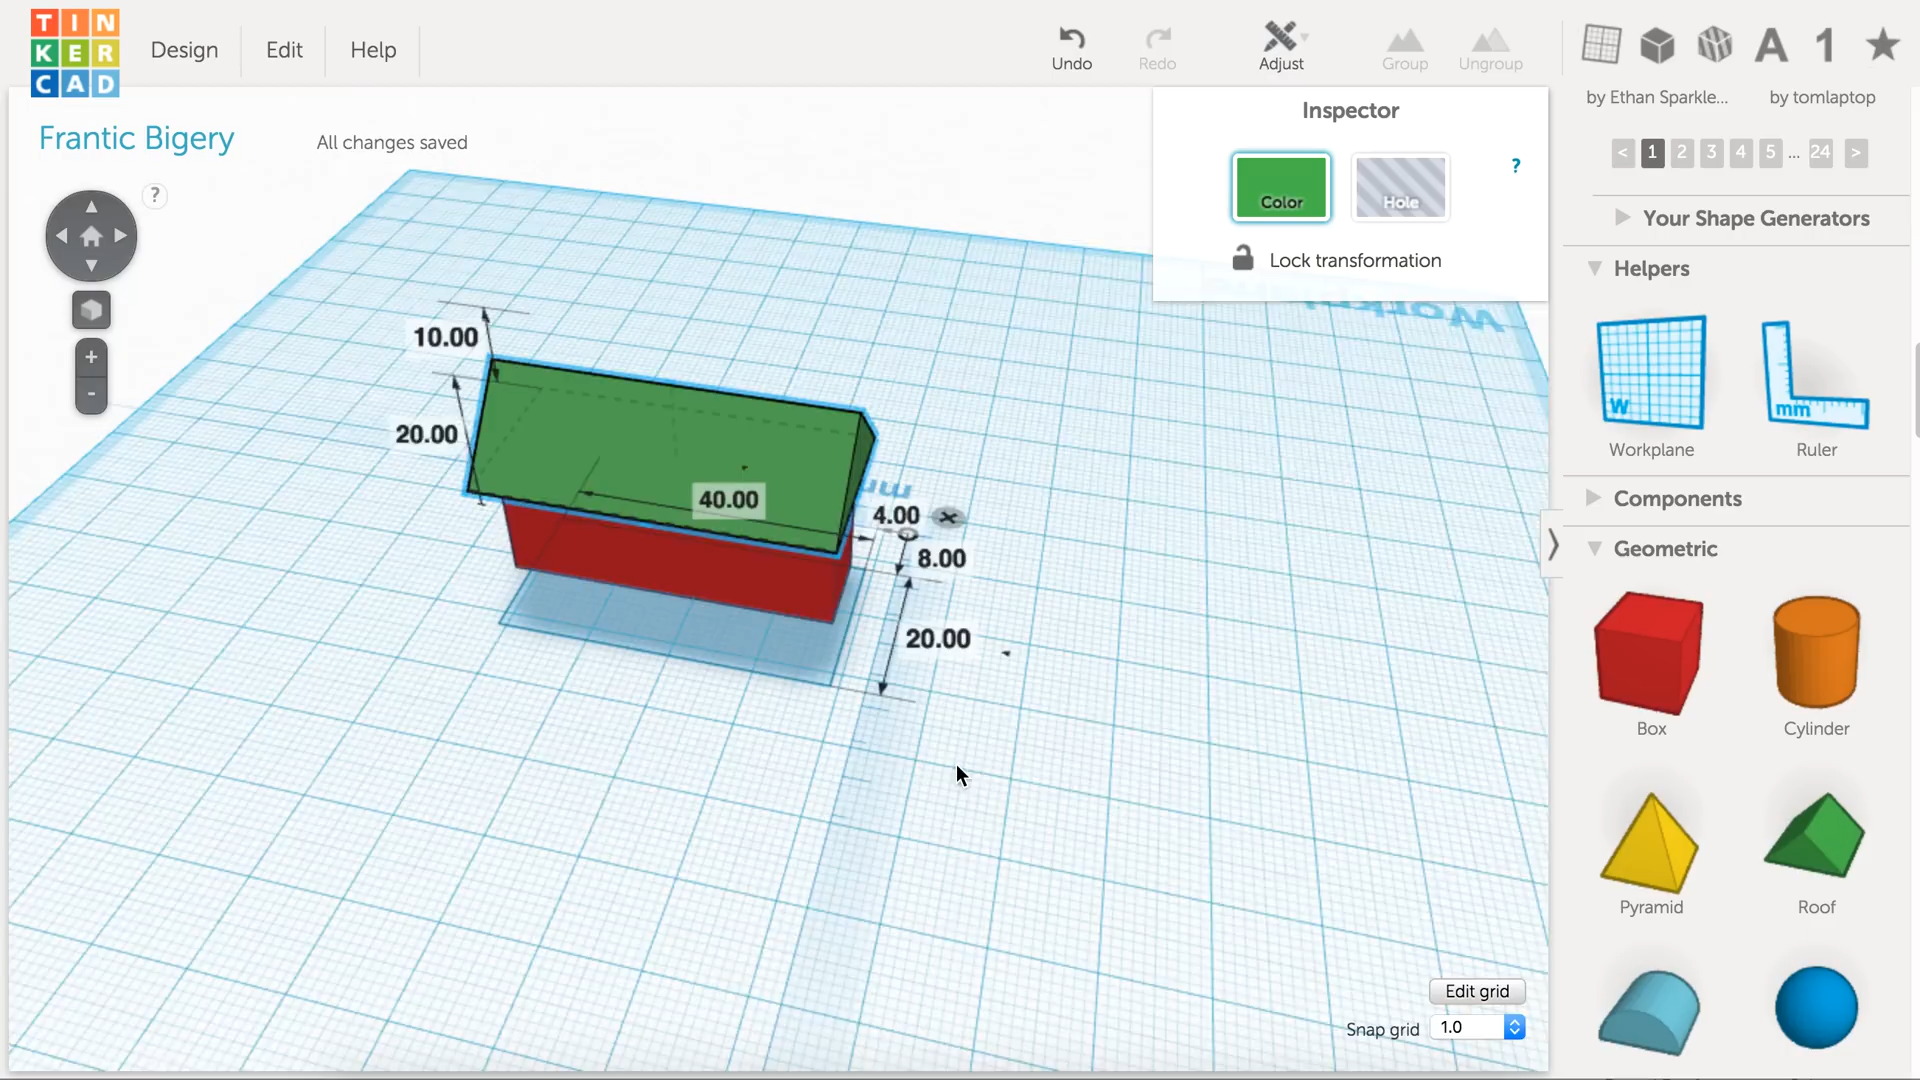 TIN
KER
CAD
Design
Edit
Help
Undo
Redo
Adjust
Group
Ungroup
A
1
by Ethan Sparkle...
by tomlaptop
Inspector
Frantic Bigery
All changes saved
< 1 2 3 4 5 ... 24 >
?
Color
Hole
?
Your Shape Generators
Lock transformation
Helpers
10.00
+
-
W
mm
20.00
Workplane
Ruler
40.00
4.00
Components
8.00
Geometric
20.00
Box
Cylinder
Pyramid
Roof
Edit grid
Snap grid
1.0